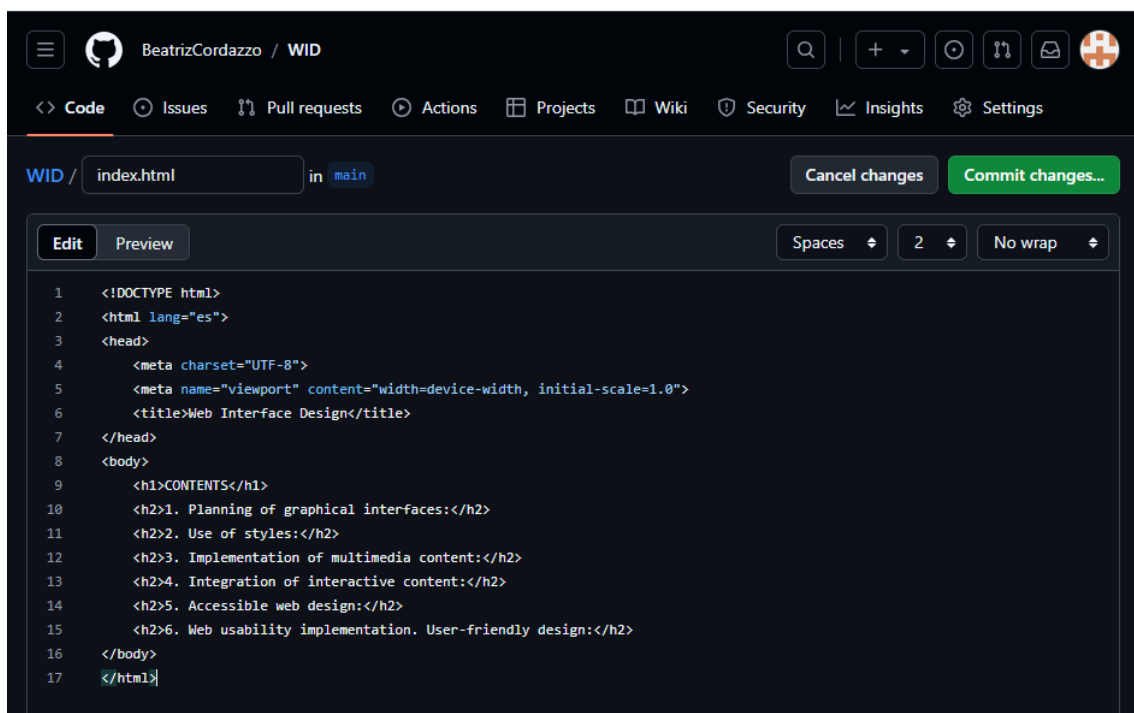 BeatrizCordazzo / WID
Code Issues Pull requests Actions Projects Wiki Security Insights Settings
WID / index.html in main Cancel changes Commit changes...
Edit Preview Spaces 2 No wrap
1 <!DOCTYPE html>
2 <html lang="es">
3 <head>
4 <meta charset="UTF-8">
5 <meta name="viewport" content="width=device-width, initial-scale=1.0">
6 <title>Web Interface Design</title>
7 </head>
8 <body>
9 <h1>CONTENTS</h1>
10 <h2>1. Planning of graphical interfaces:</h2>
11 <h2>2. Use of styles:</h2>
12 <h2>3. Implementation of multimedia content:</h2>
13 <h2>4. Integration of interactive content:</h2>
14 <h2>5. Accessible web design:</h2>
15 <h2>6. Web usability implementation. User-friendly design:</h2>
16 </body>
17 </html>